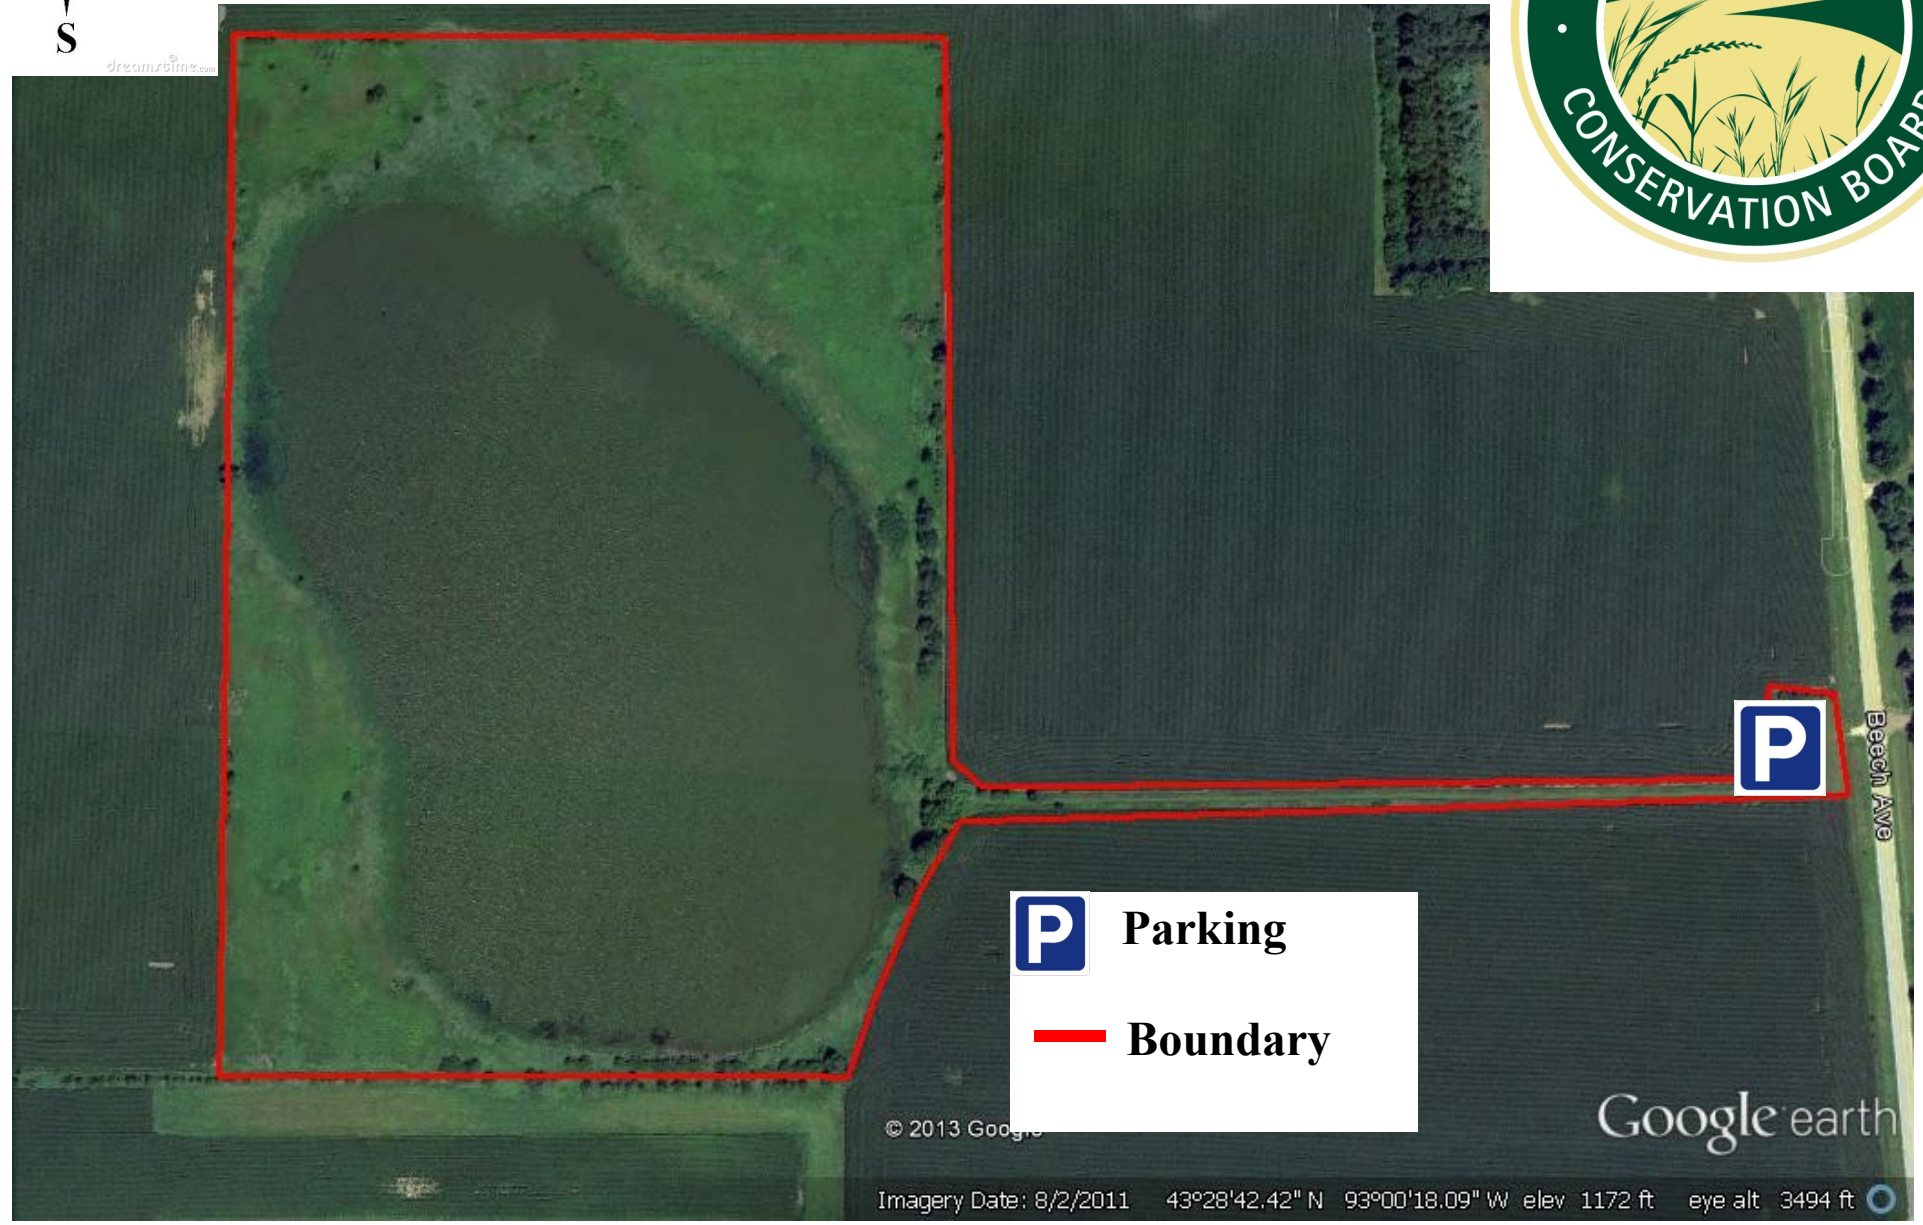 S
dreamstime.com
CONSERVATION BOARD
P
Beech Ave
P Parking
Boundary
© 2013 Google
Google earth
Imagery Date: 8/2/2011 43°28'42.42" N 93°00'18.09" W elev 1172 ft eye alt 3494 ft